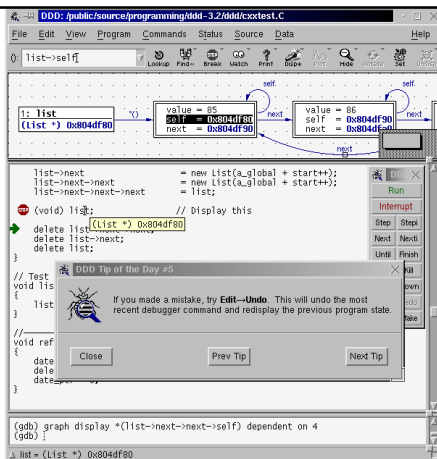 DDD: /public/source/programming/ddd-3.2/ddd/cxxtest.C
File Edit View Program Commands Status Source Data Help
(): list->self
Lookup Find» Break Watch Print Disp* Plot Hide Rotate Set Undisp
1: list
(List *) 0x804df80
*()
value = 85
self = 0x804df80
next = 0x804df90
self
next
value = 86
self = 0x804df90
next = 0x804df
self
next
next
list->next = new List(a_global + start++);
list->next->next = new List(a_global + start++);
list->next->next->next = list;
(void) list; // Display this
(List *) 0x804df80
delete list
delete list->next;
delete list;
}
// Test
void lis
{
list
}
//
void ref
{
date
dele
date
}
DDD
Run
Interrupt
Step Stepi
Next Nexti
Until Finish
Kill
own
edo
ake
DDD Tip of the Day #5
If you made a mistake, try Edit→Undo. This will undo the most
recent debugger command and redisplay the previous program state.
Close Prev Tip Next Tip
(gdb) graph display *(list->next->next->self) dependent on 4
(gdb)
list = (List *) 0x804df80